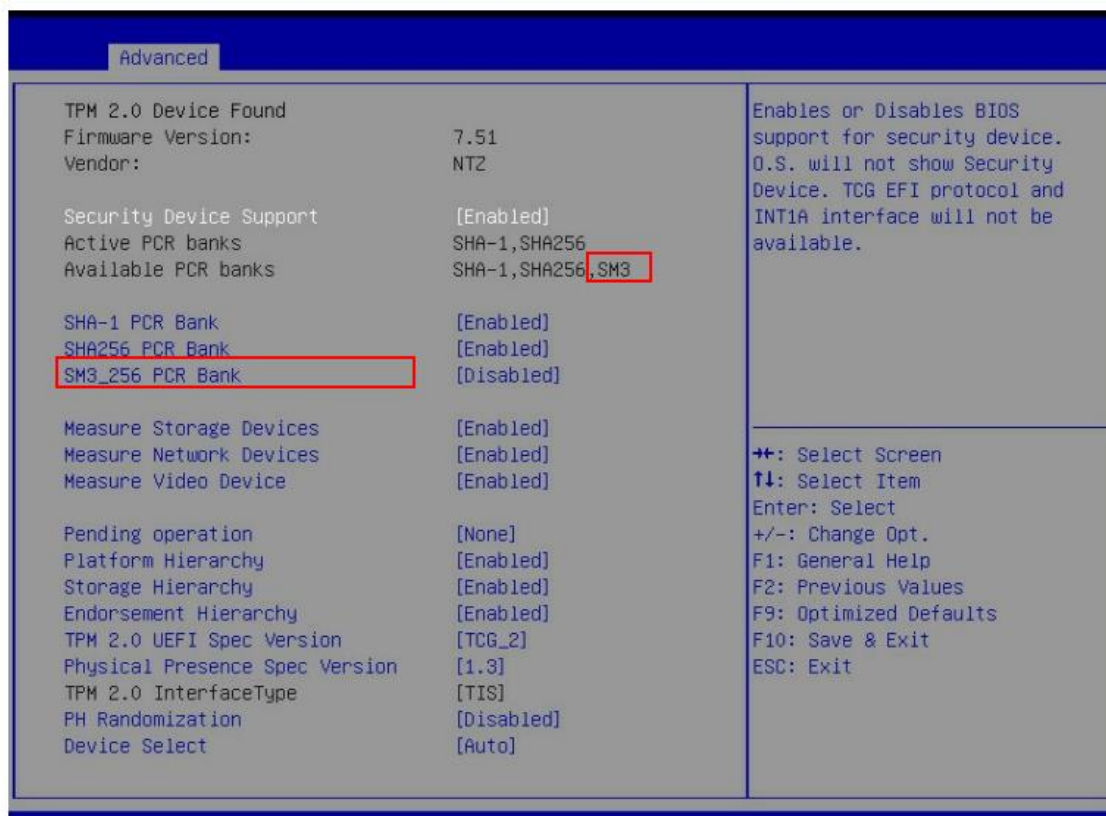 Advanced
TPM 2.0 Device Found
Firmware Version: 7.51
Vendor: NTZ
Security Device Support [Enabled]
Active PCR banks SHA-1,SHA256
Available PCR banks SHA-1,SHA256,SM3
SHA-1 PCR Bank [Enabled]
SHA256 PCR Bank [Enabled]
SM3_256 PCR Bank [Disabled]
Measure Storage Devices [Enabled]
Measure Network Devices [Enabled]
Measure Video Device [Enabled]
Pending operation [None]
Platform Hierarchy [Enabled]
Storage Hierarchy [Enabled]
Endorsement Hierarchy [Enabled]
TPM 2.0 UEFI Spec Version [TCG_2]
Physical Presence Spec Version [1.3]
TPM 2.0 InterfaceType [TIS]
PH Randomization [Disabled]
Device Select [Auto]
Enables or Disables BIOS
support for security device.
O.S. will not show Security
Device. TCG EFI protocol and
INT1A interface will not be
available.
→←: Select Screen
↑↓: Select Item
Enter: Select
+/-: Change Opt.
F1: General Help
F2: Previous Values
F9: Optimized Defaults
F10: Save & Exit
ESC: Exit